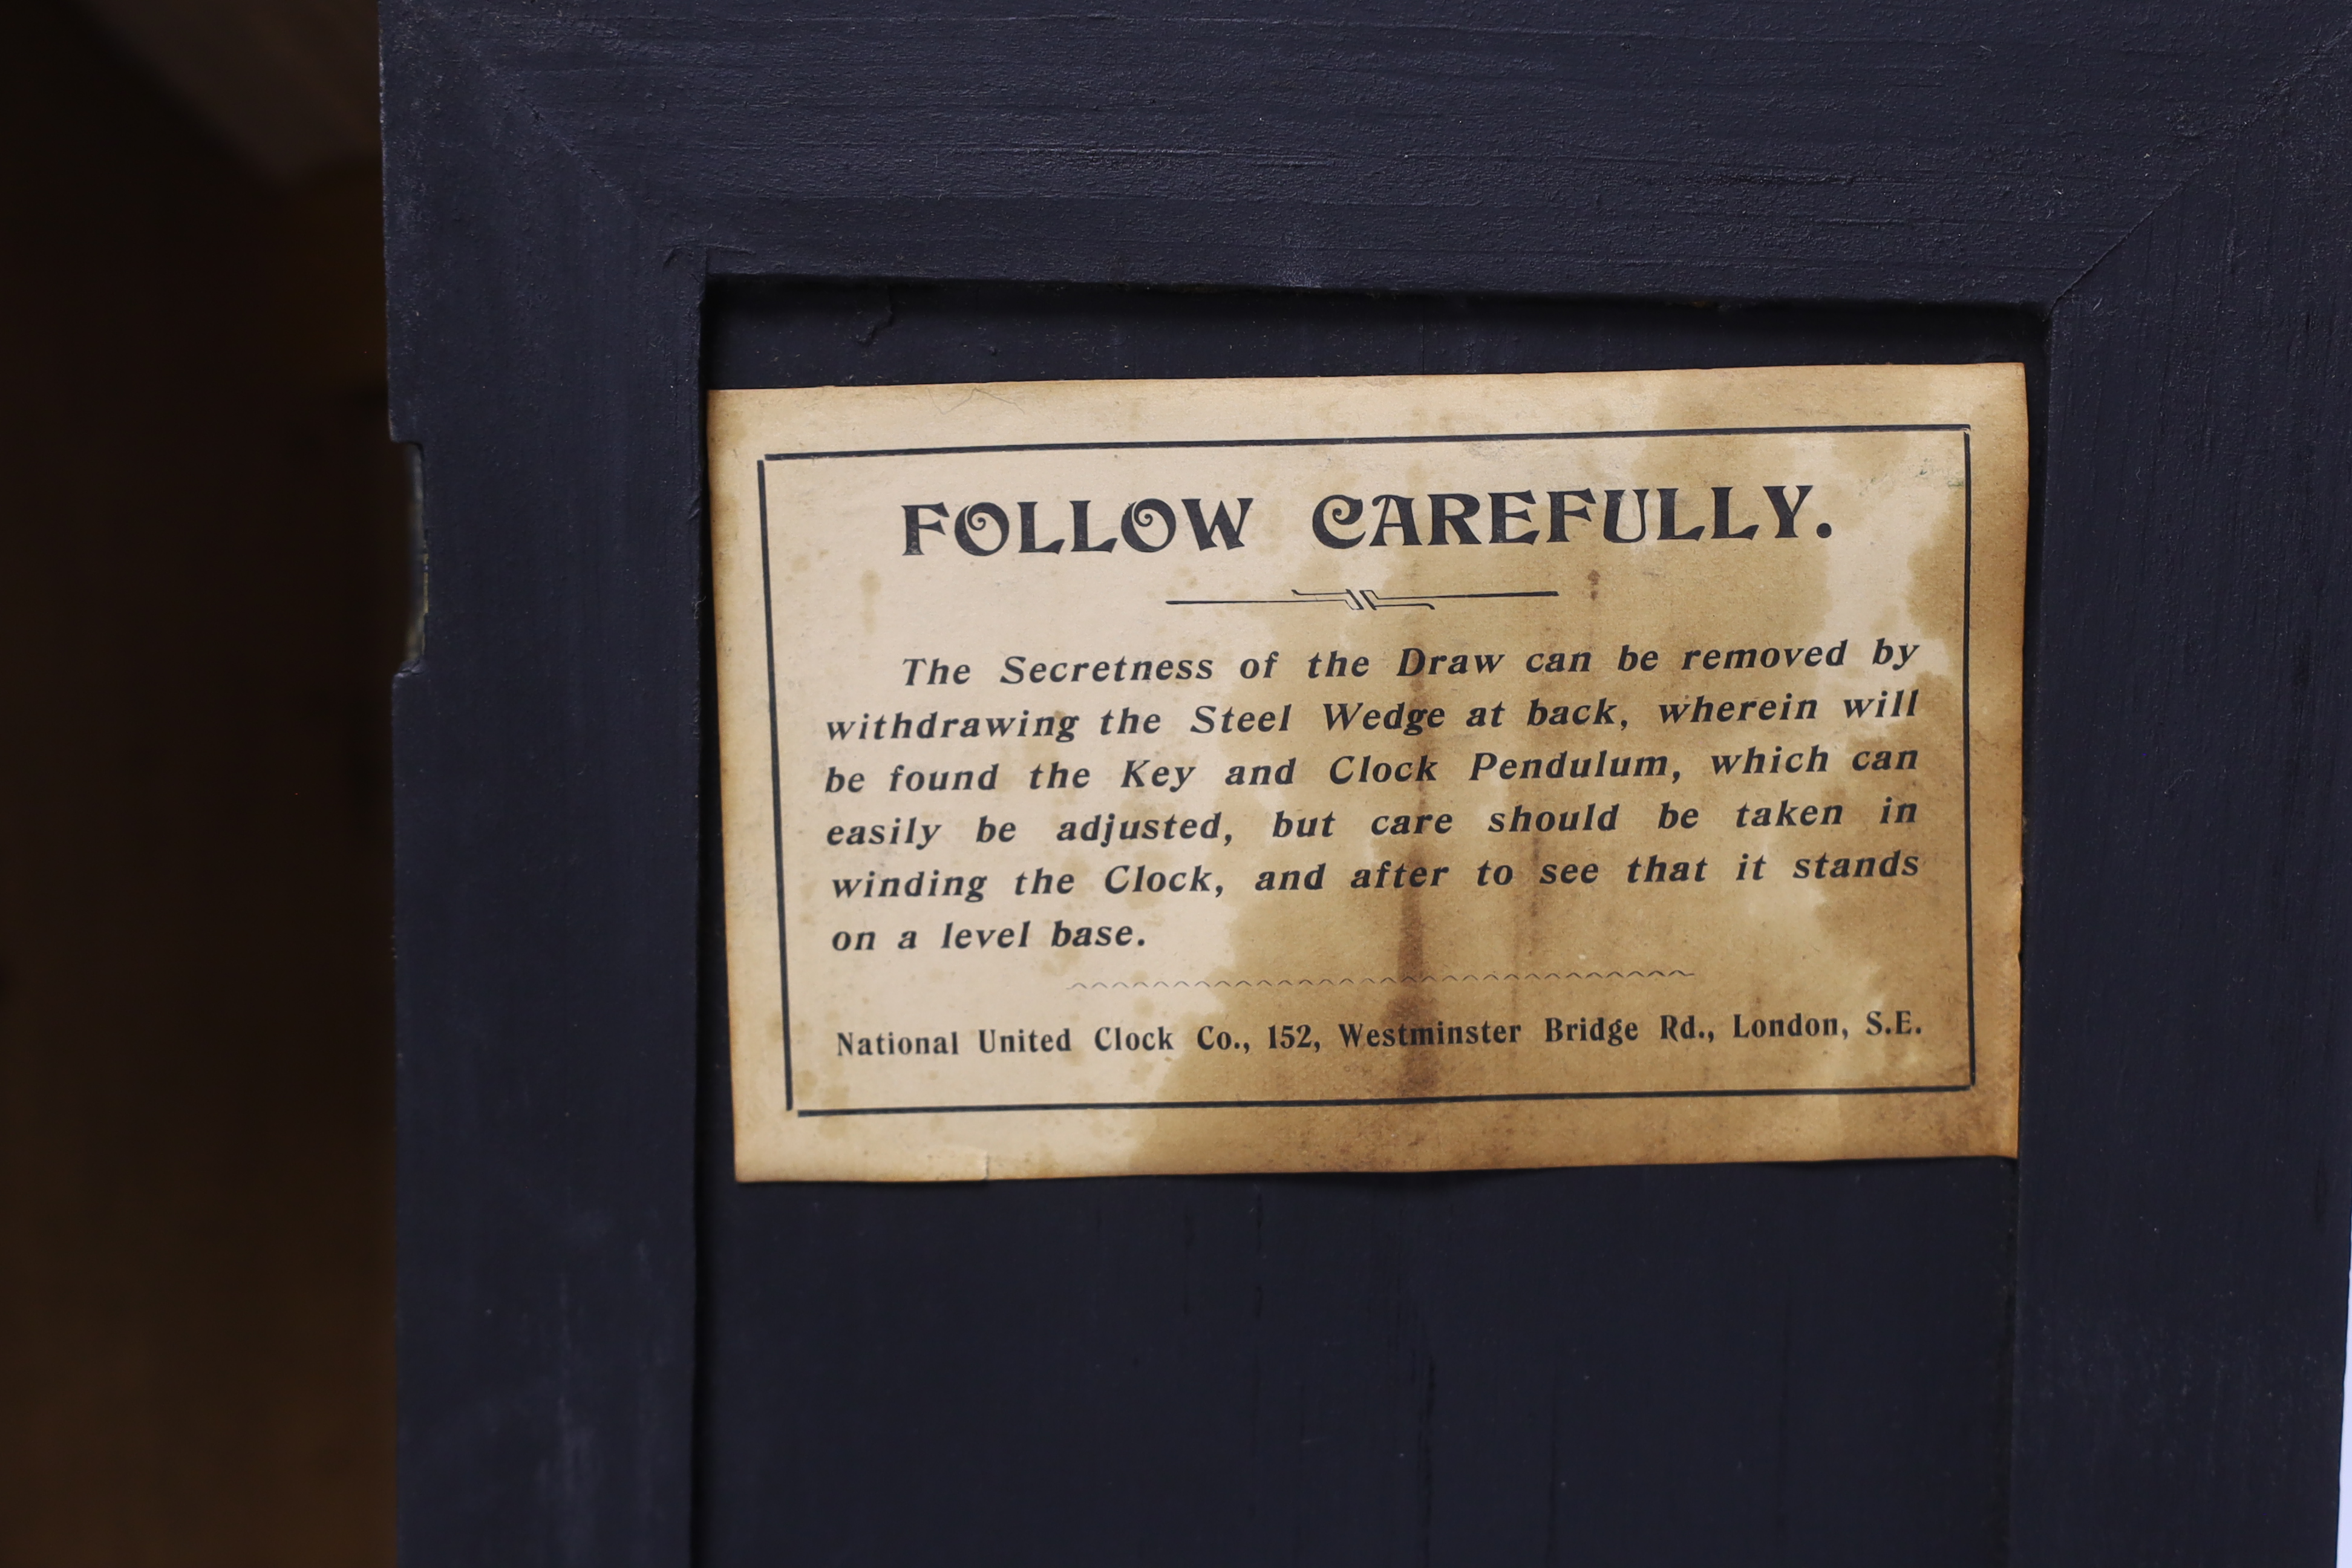 FOLLOW CAREFULLY.
The Secretness of the Draw can be removed by
withdrawing the Steel Wedge at back, wherein will
be found the Key and Clock Pendulum, which can
easily be adjusted, but care should be taken in
winding the Clock, and after to see that it stands
on a level base.
National United Clock Co., 152, Westminster Bridge Rd., London, S.E.